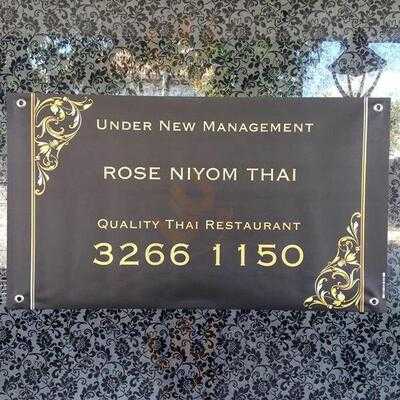 UNDER NEW MANAGEMENT
ROSE NIYOM THAI
QUALITY THAI RESTAURANT
3266 1150